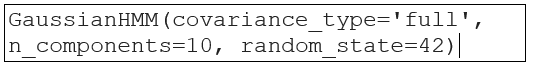 GaussianHMM(covariance_type='full',
n_components=10, random_state=42)